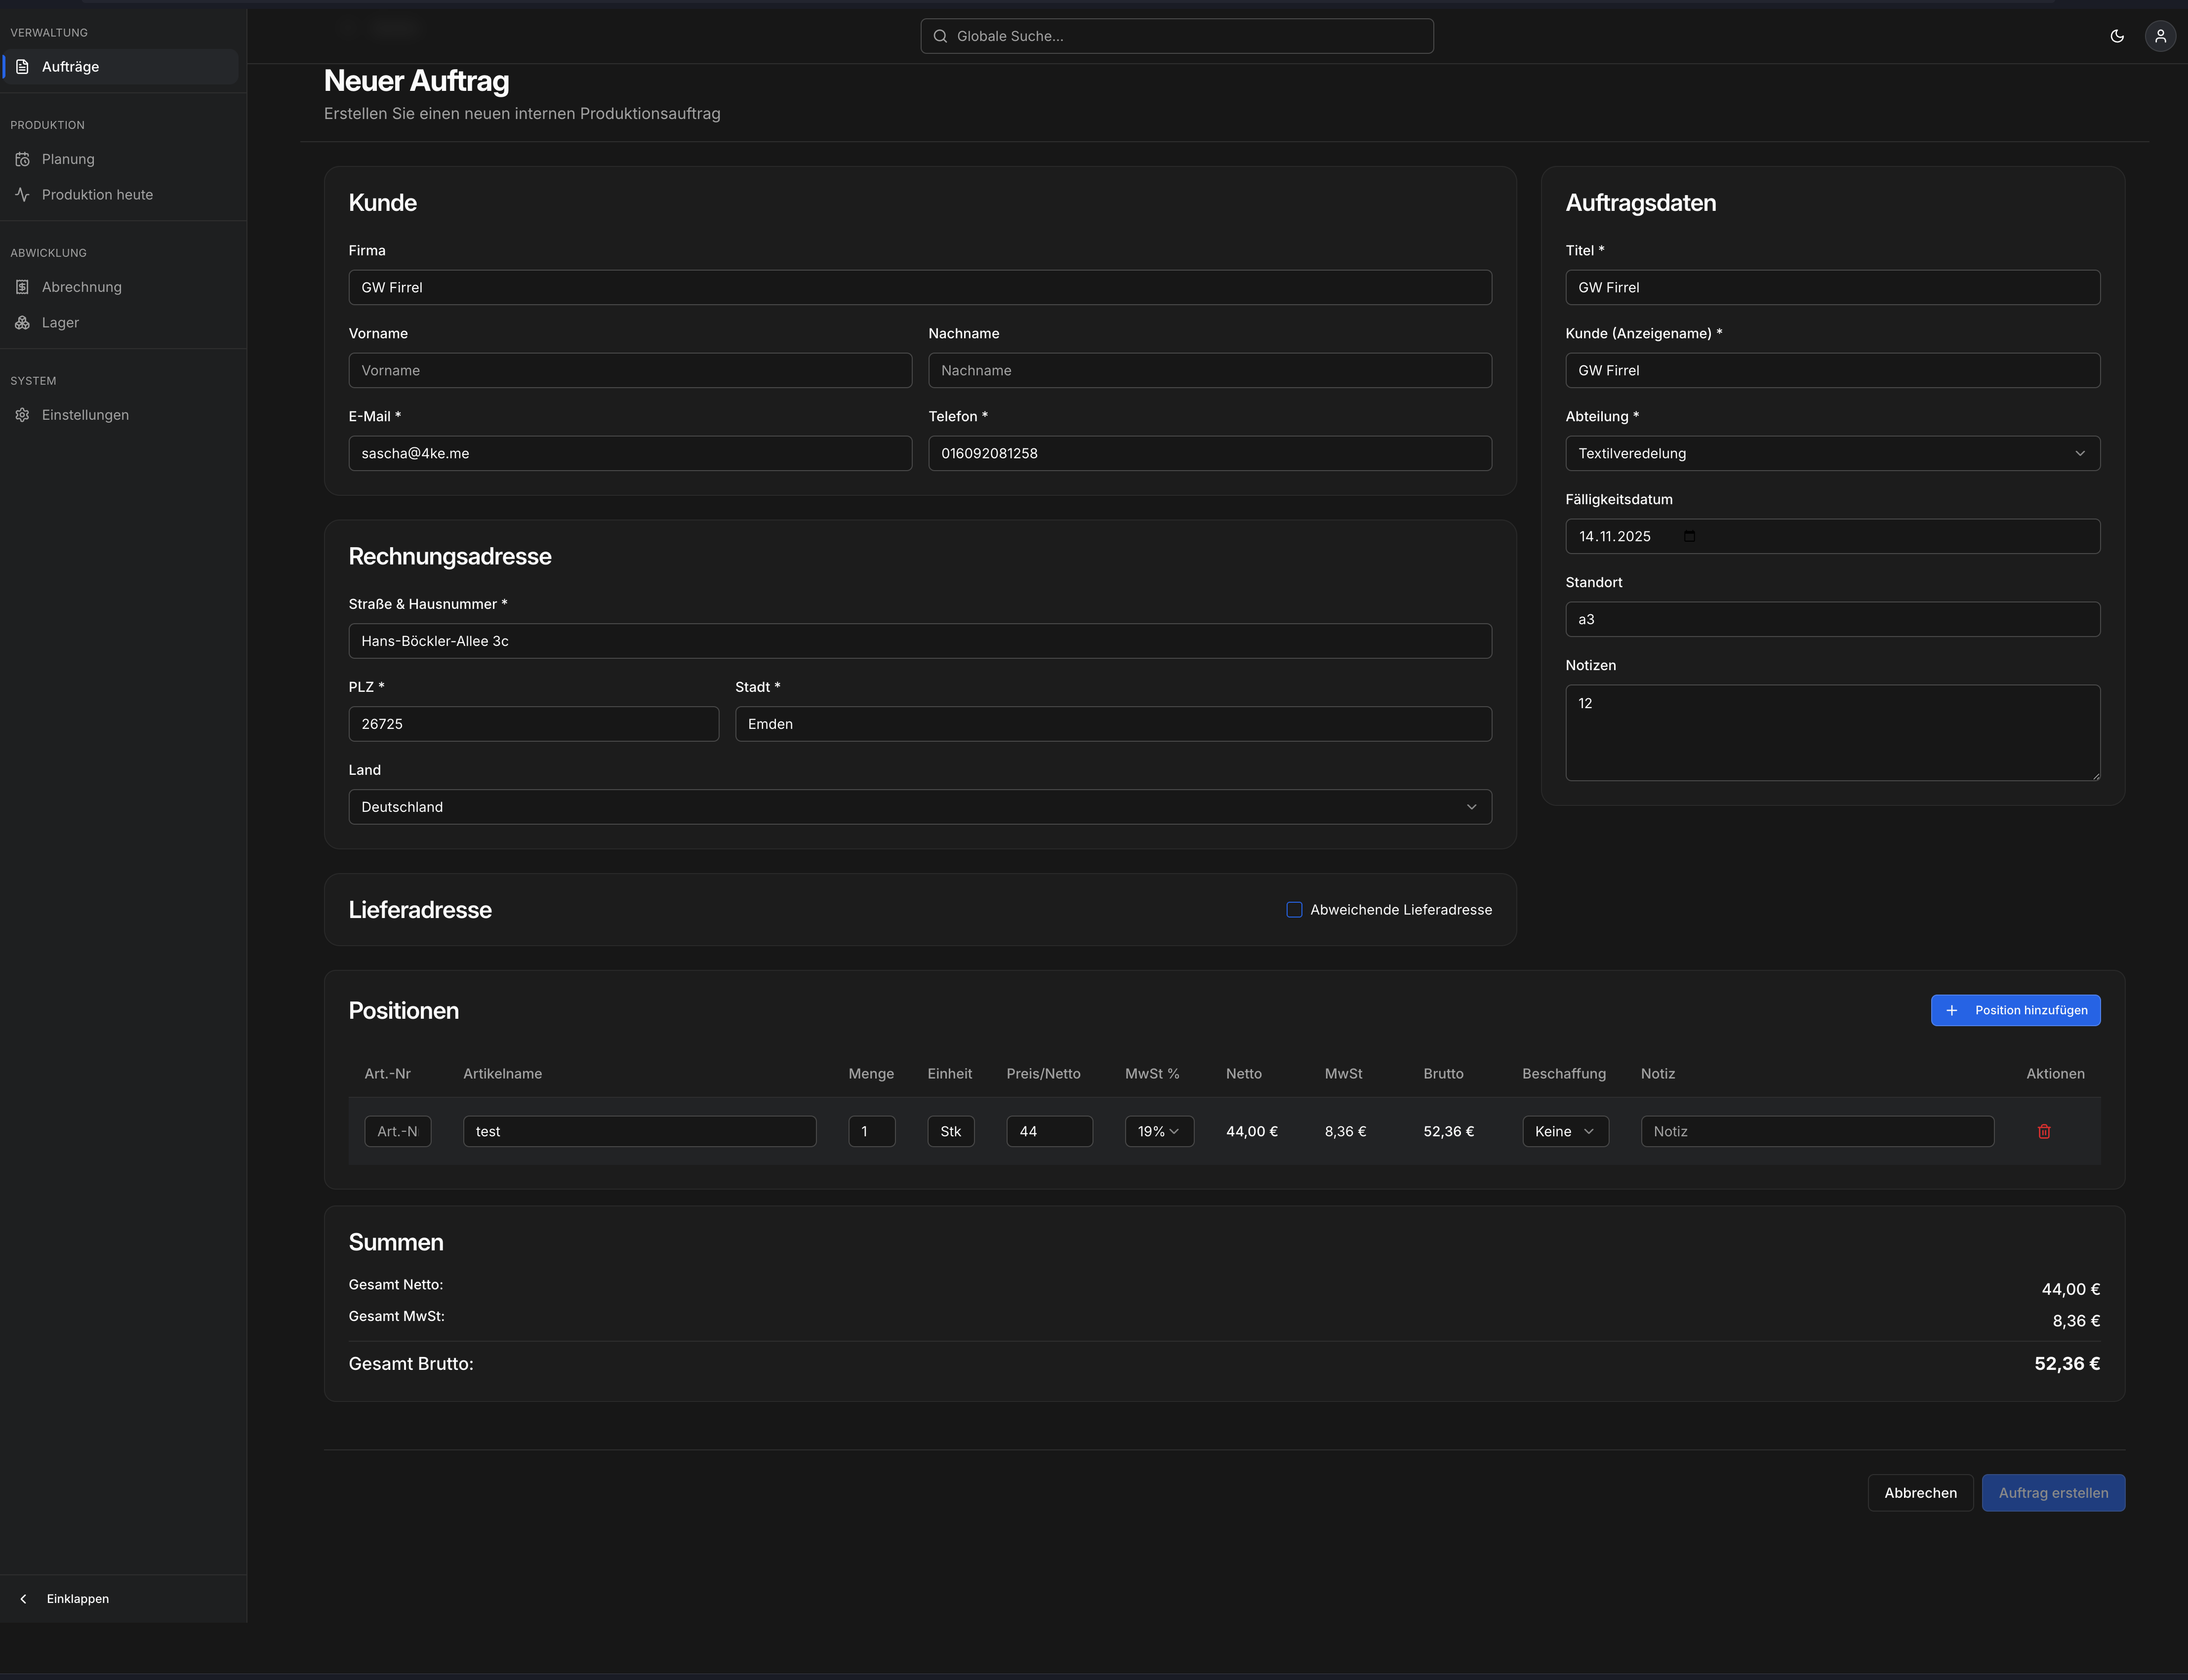 VERWALTUNG
Aufträge
PRODUKTION
Planung
Produktion heute
ABWICKLUNG
Abrechnung
Lager
SYSTEM
Einstellungen
Einklappen
Globale Suche...
Neuer Auftrag
Erstellen Sie einen neuen internen Produktionsauftrag
Kunde
Firma
GW Firrel
Vorname Nachname
Vorname Nachname
E-Mail * Telefon *
sascha@4ke.me 016092081258
Rechnungsadresse
Straße & Hausnummer *
Hans-Böckler-Allee 3c
PLZ * Stadt *
26725 Emden
Land
Deutschland
Lieferadresse Abweichende Lieferadresse
Auftragsdaten
Titel *
GW Firrel
Kunde (Anzeigename) *
GW Firrel
Abteilung *
Textilveredelung
Fälligkeitsdatum
14.11.2025
Standort
a3
Notizen
12
Positionen Position hinzufügen
Art.-Nr Artikelname Menge Einheit Preis/Netto MwSt % Netto MwSt Brutto Beschaffung Notiz Aktionen
Art.-N test 1 Stk 44 19% 44,00 € 8,36 € 52,36 € Keine Notiz
Summen
Gesamt Netto: 44,00 €
Gesamt MwSt: 8,36 €
Gesamt Brutto: 52,36 €
Abbrechen Auftrag erstellen